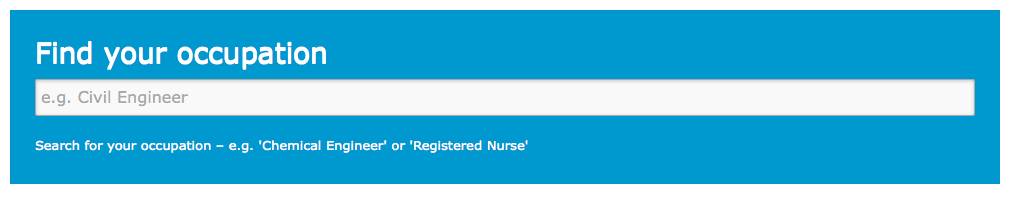 Find your occupation
e.g. Civil Engineer
Search for your occupation – e.g. 'Chemical Engineer' or 'Registered Nurse'